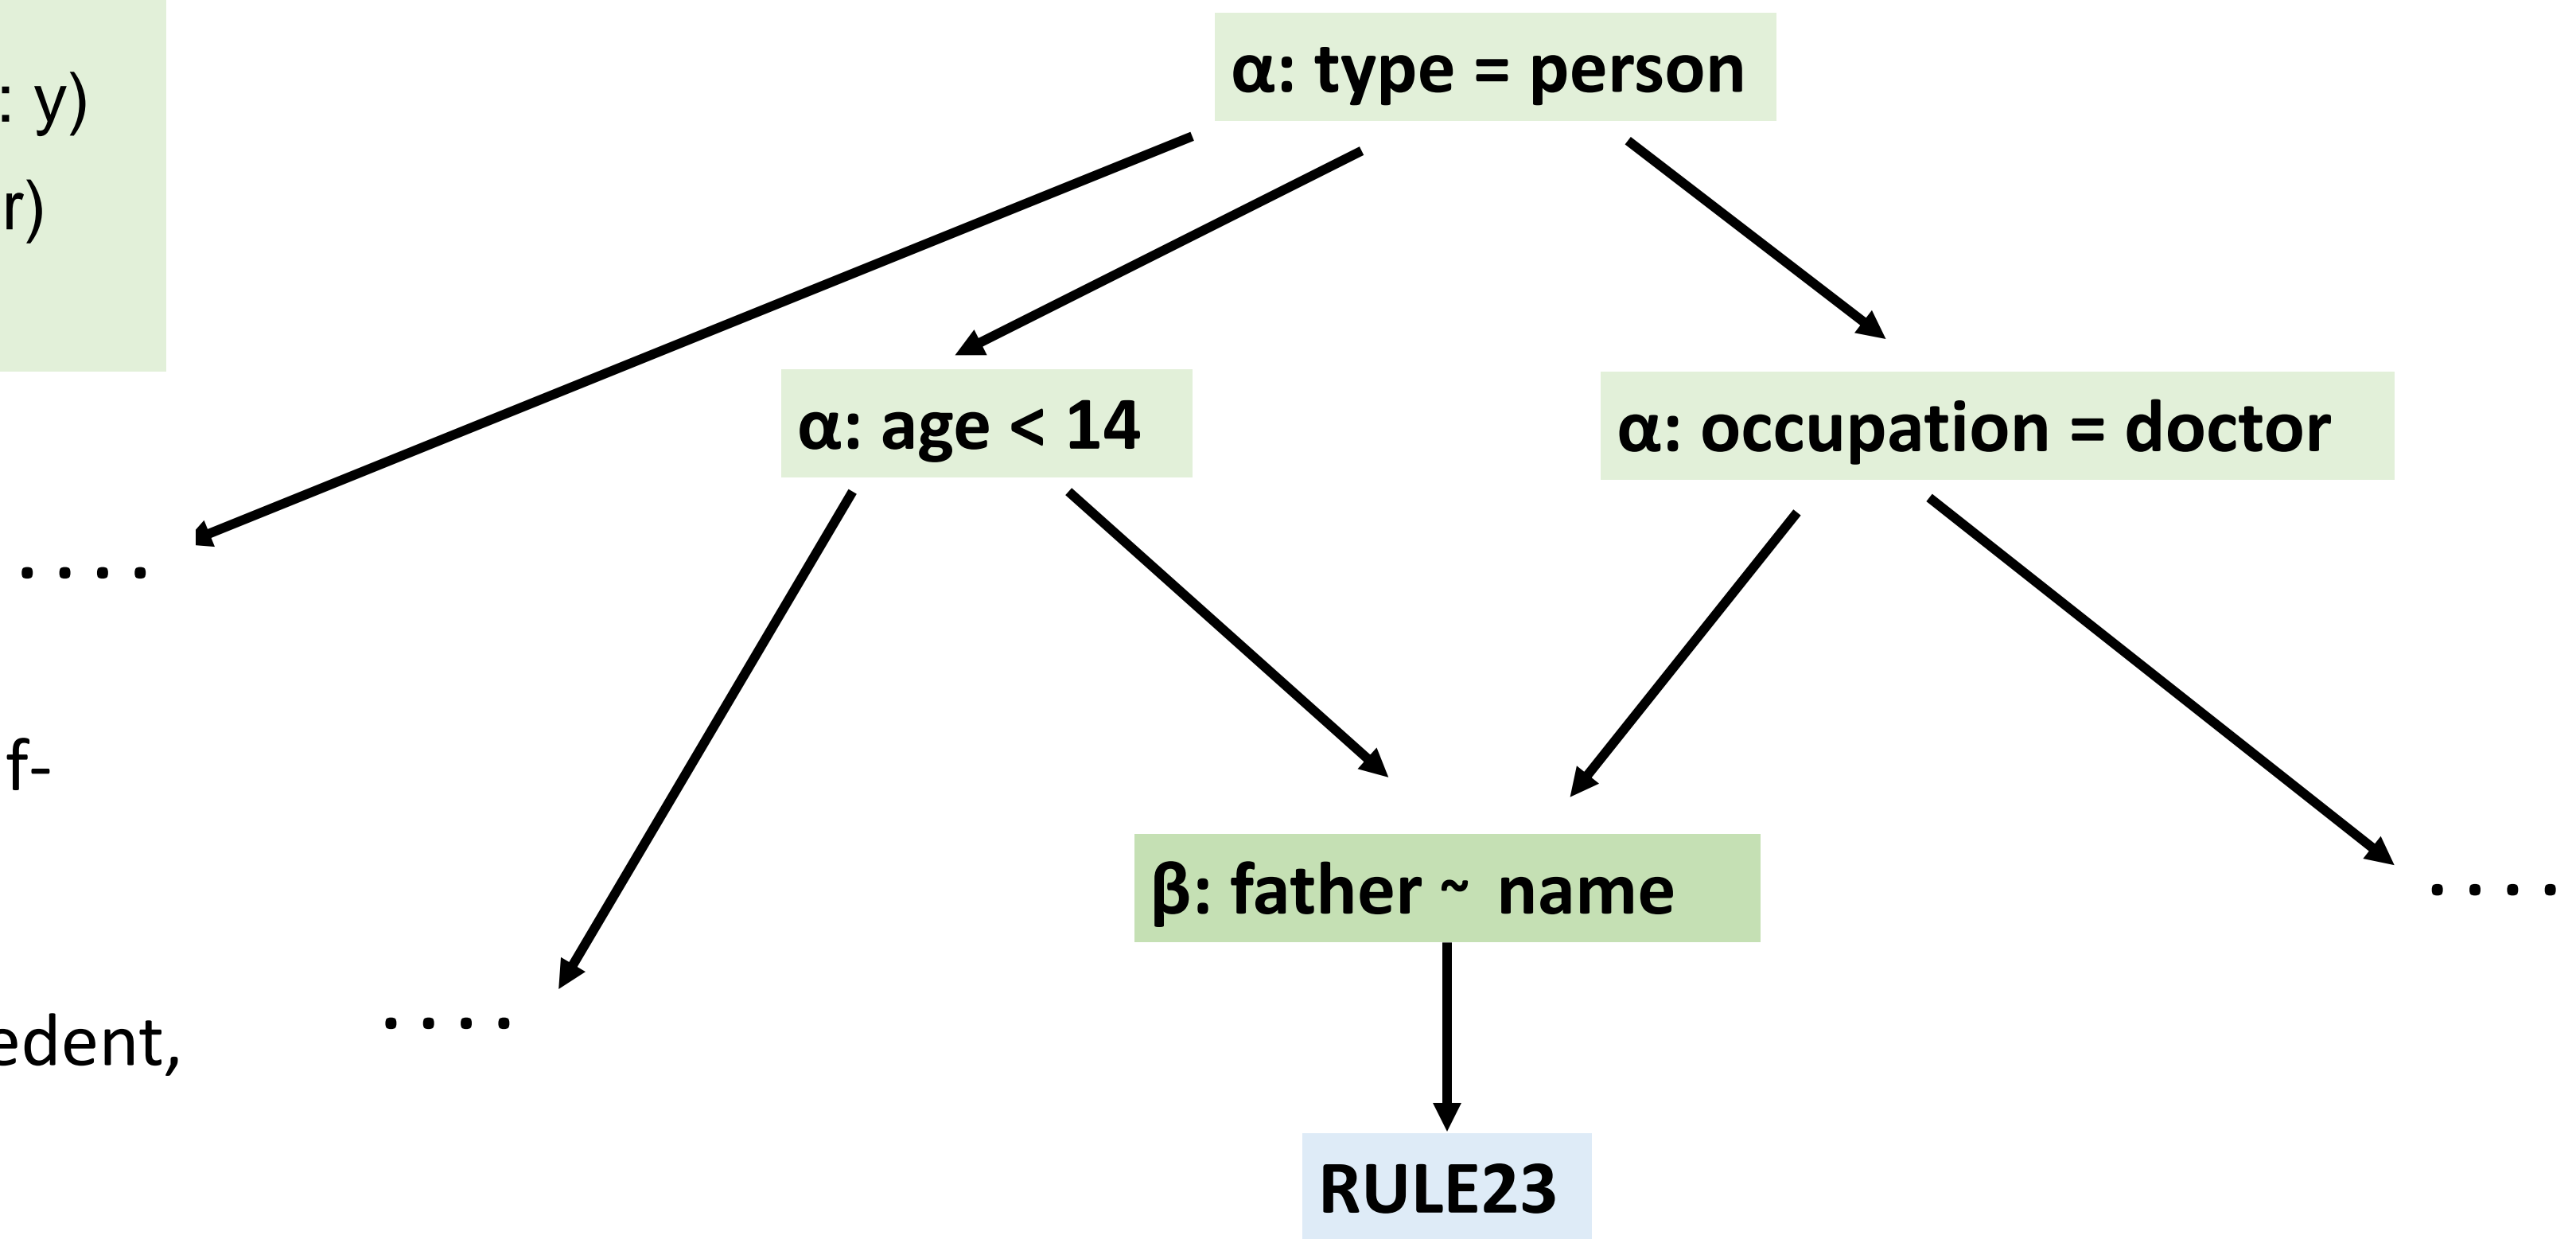 α: type = person
: y)
r)
α: age < 14
α: occupation = doctor
....
f-
β: father ~ name
....
edent,
....
RULE23